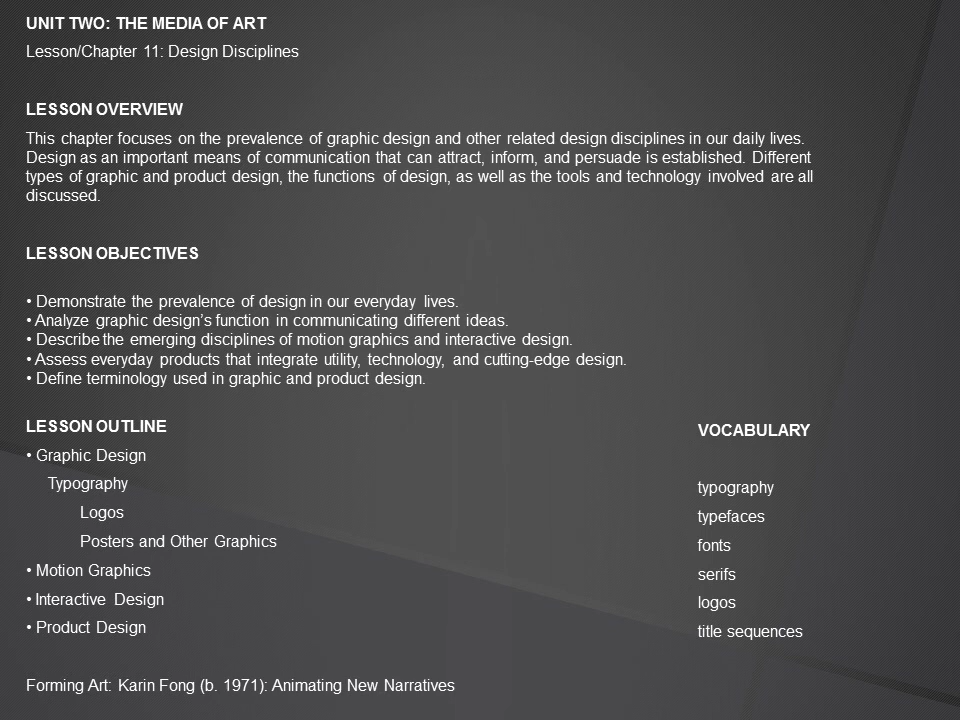 UNIT TWO: THE MEDIA OF ART
Lesson/Chapter 11: Design Disciplines
LESSON OVERVIEW
This chapter focuses on the prevalence of graphic design and other related design disciplines in our daily lives.
Design as an important means of communication that can attract, inform, and persuade is established. Different
types of graphic and product design, the functions of design, as well as the tools and technology involved are all
discussed.
LESSON OBJECTIVES
• Demonstrate the prevalence of design in our everyday lives.
• Analyze graphic design’s function in communicating different ideas.
• Describe the emerging disciplines of motion graphics and interactive design.
• Assess everyday products that integrate utility, technology, and cutting-edge design.
• Define terminology used in graphic and product design.
LESSON OUTLINE
• Graphic Design
Typography
Logos
Posters and Other Graphics
• Motion Graphics
• Interactive Design
• Product Design
Forming Art: Karin Fong (b. 1971): Animating New Narratives
VOCABULARY
typography
typefaces
fonts
serifs
logos
title sequences